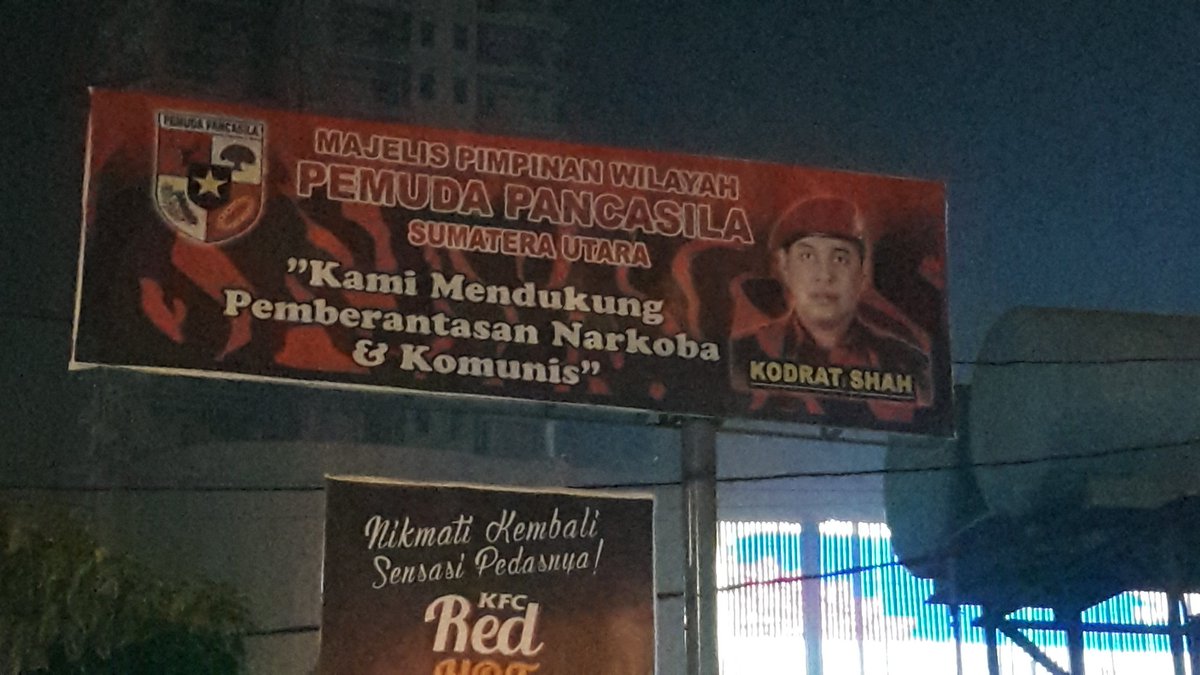 PEMUDA PANCASILA
MAJELIS PIMPINAN WILAYAH
PEMUDA PANCASILA
SUMATERA UTARA
"Kami Mendukung
Pemberantasan Narkoba
& Komunis"
KODRAT SHAH
Nikmati Kembali
Sensasi Pedasnya!
KFC
Red
HOT